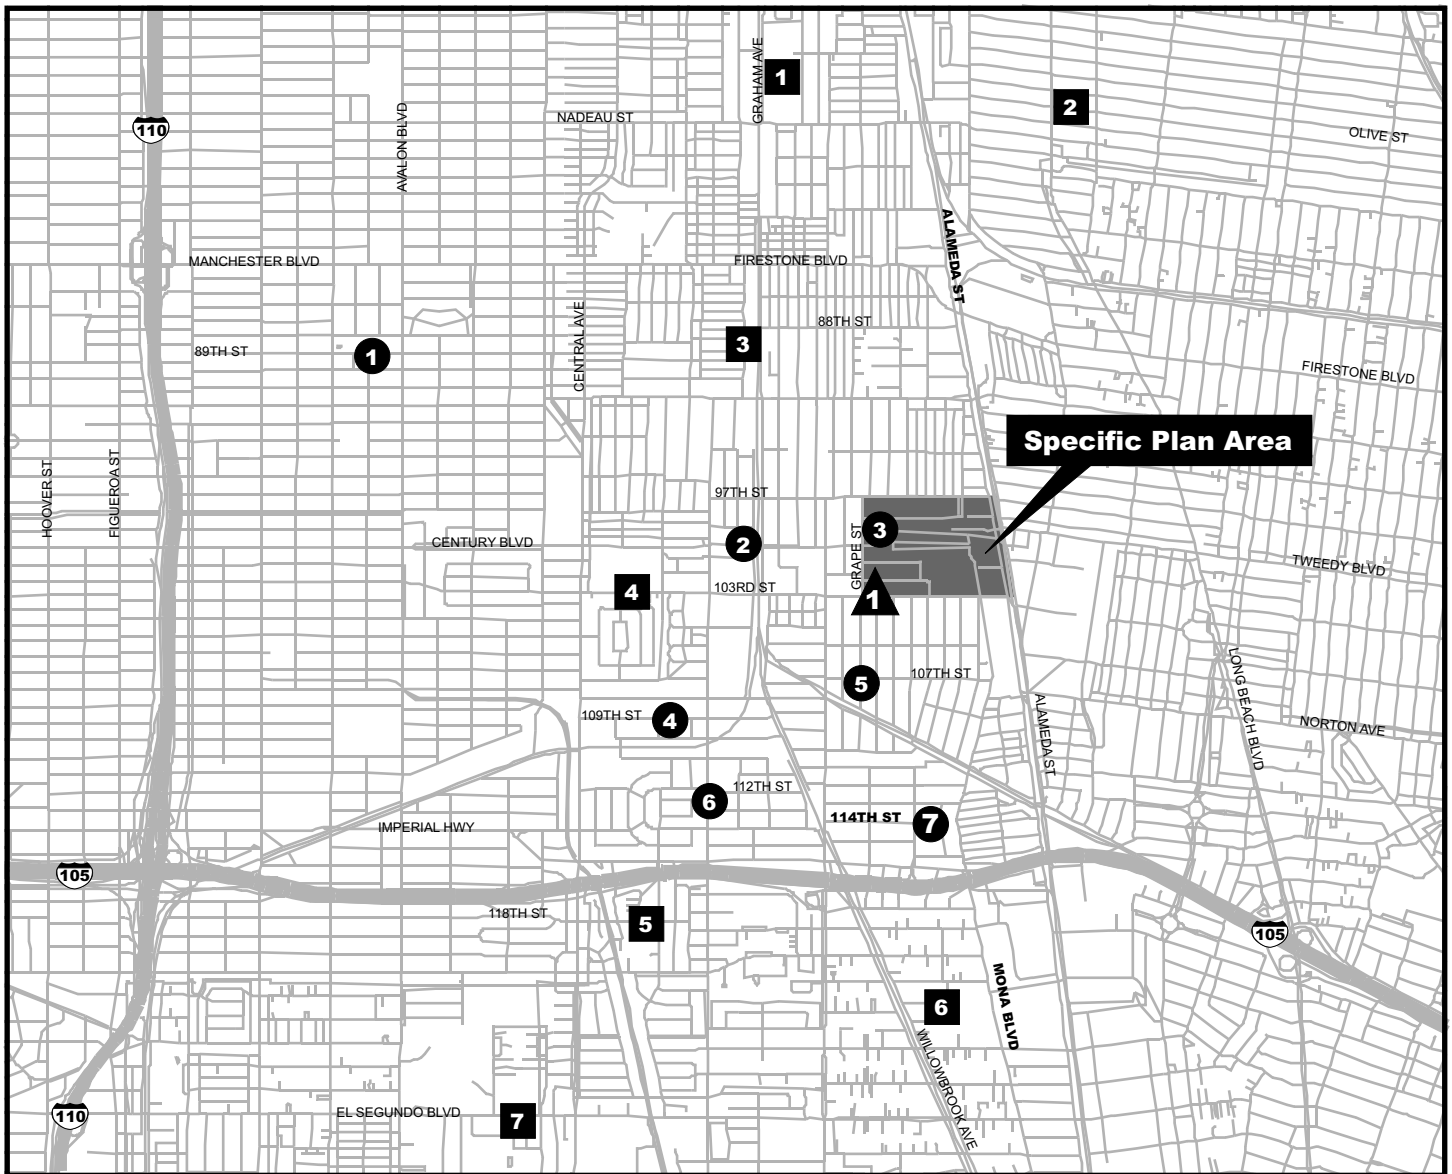 GRAHAM AVE
1
2
NADEAU ST
110
AVALON BLVD
OLIVE ST
ALAMEDA ST
MANCHESTER BLVD
FIRESTONE BLVD
CENTRAL AVE
88TH ST
3
89TH ST
1
FIRESTONE BLVD
Specific Plan Area
HOOVER ST
FIGUEROA ST
97TH ST
GRAPE ST
3
CENTURY BLVD
2
TWEEDY BLVD
4
103RD ST
1
LONG BEACH BLVD
5
107TH ST
109TH ST
4
ALAMEDA ST
NORTON AVE
6
112TH ST
IMPERIAL HWY
114TH ST
7
105
118TH ST
5
105
MONA BLVD
6
WILLOWBROOK AVE
110
EL SEGUNDO BLVD
7